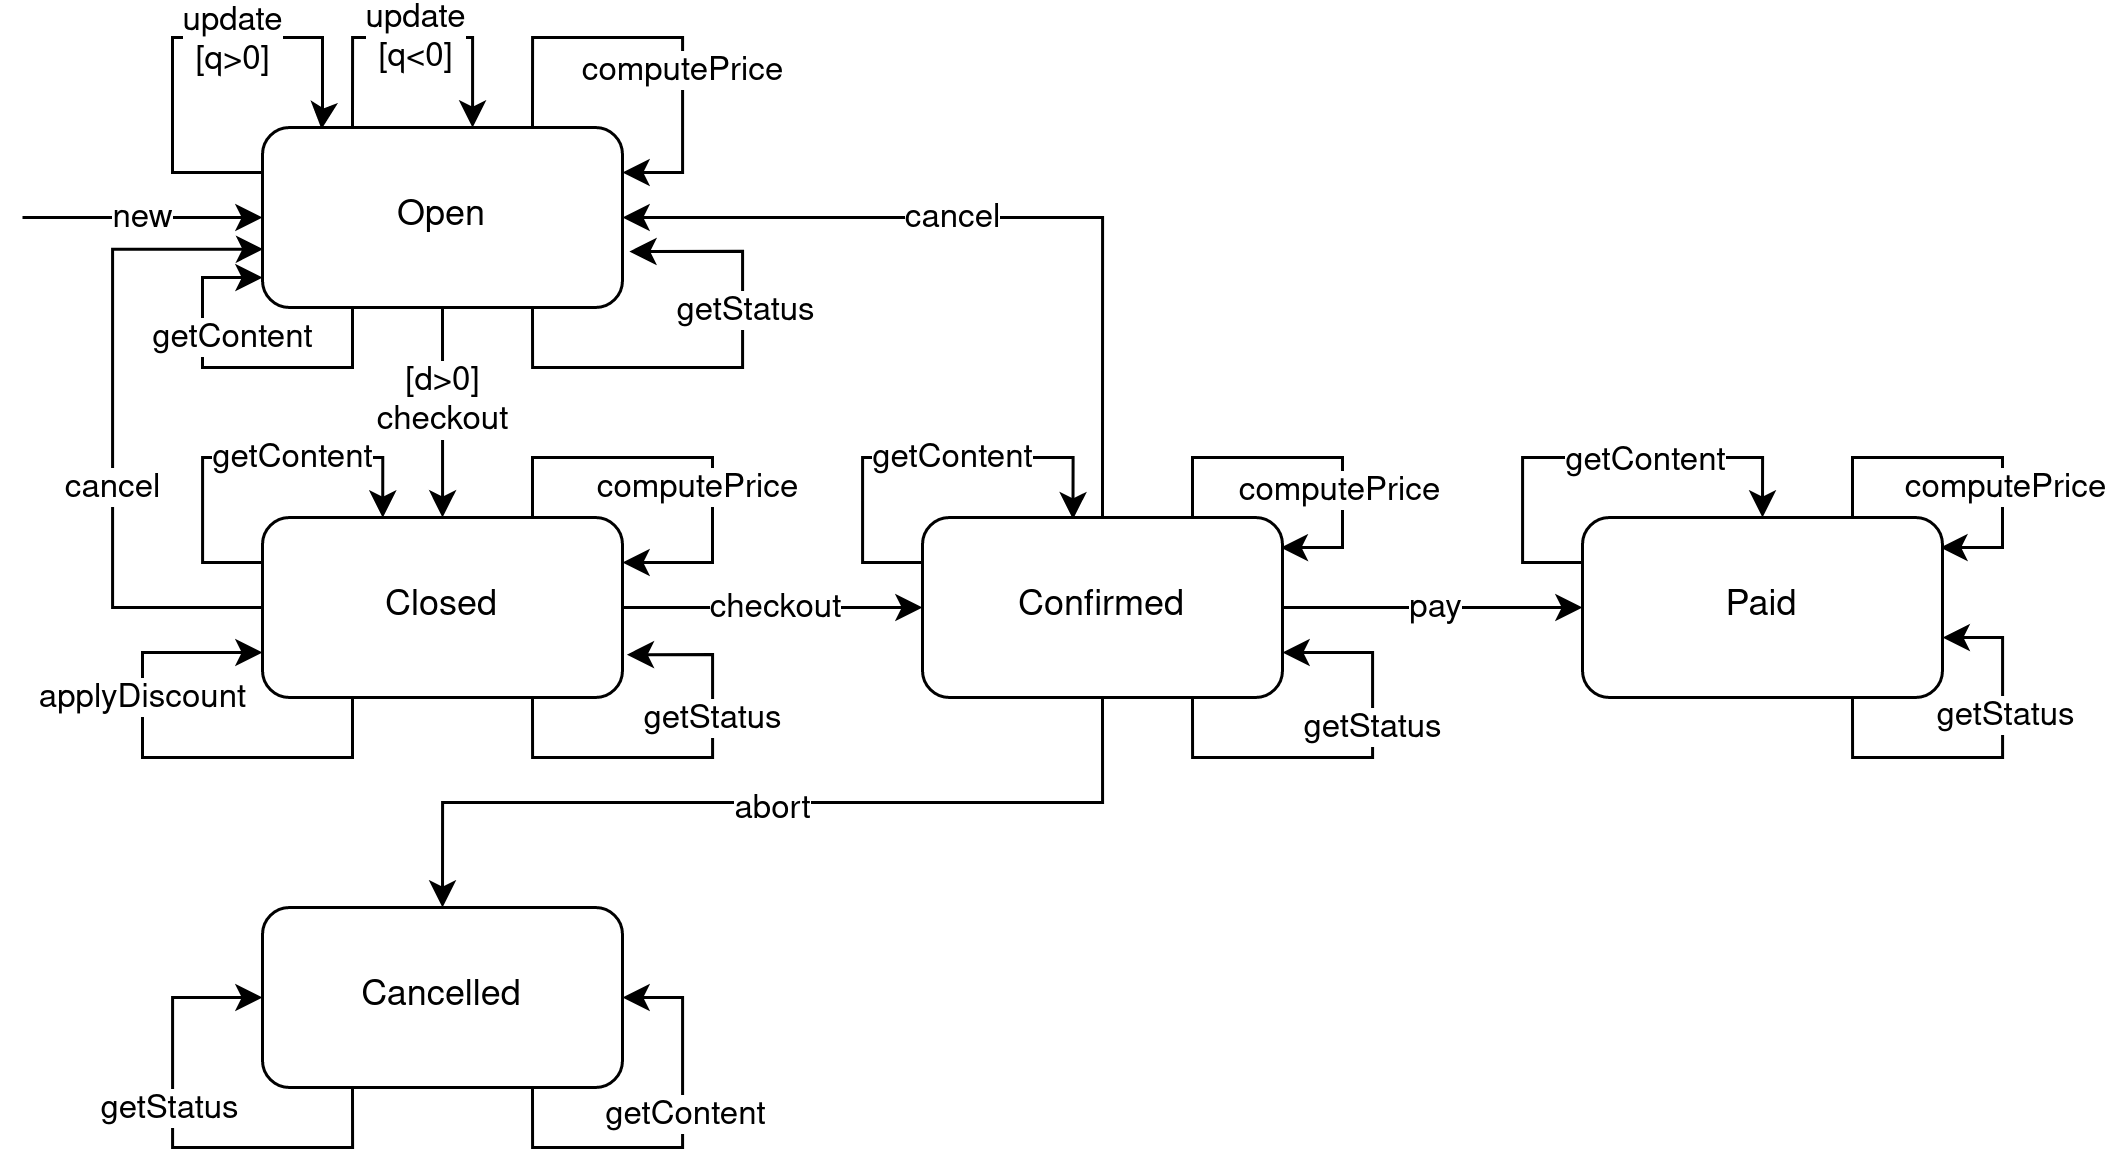 update
[q>0]
update
[q<0]
computePrice
new
Open
cancel
getContent
getStatus
[d>0]
checkout
cancel
getContent
computePrice
getContent
computePrice
getContent
computePrice
Closed
checkout
Confirmed
pay
Paid
applyDiscount
getStatus
getStatus
getStatus
abort
Cancelled
getStatus
getContent